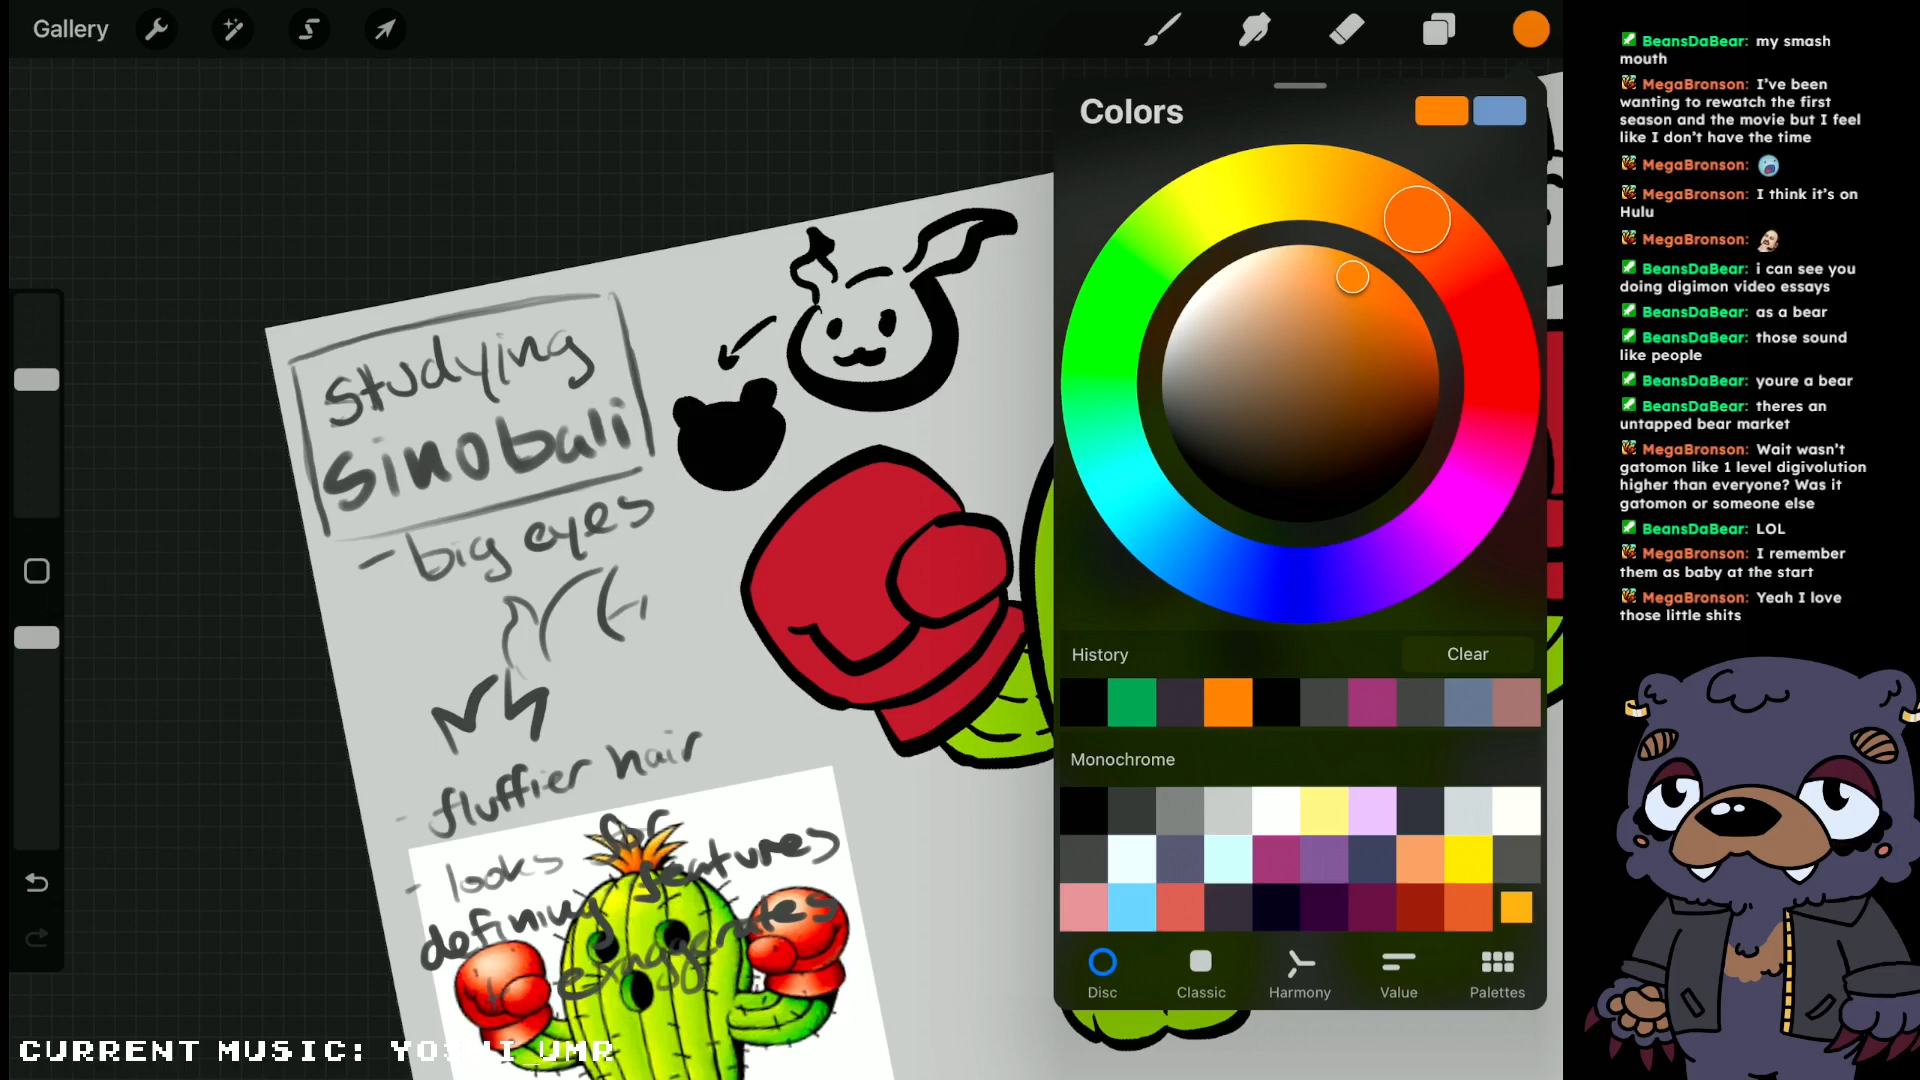 Gallery
Colors
History
Clear
Monochrome
Disc
Classic
Harmony
Value
Palettes
studying
sinobali
- big eyes
- fluffier hair
- looks for
defining features
+ exaggerates
CURRENT MUSIC: YOSHI_UMR
BeansDaBear: my smash
mouth
MegaBronson: I've been
wanting to rewatch the first
season and the movie but I feel
like I don't have the time
MegaBronson:
MegaBronson: I think it's on
Hulu
MegaBronson:
BeansDaBear: i can see you
doing digimon video essays
BeansDaBear: as a bear
BeansDaBear: those sound
like people
BeansDaBear: youre a bear
BeansDaBear: theres an
untapped bear market
MegaBronson: Wait wasn't
gatomon like 1 level digivolution
higher than everyone? Was it
gatomon or someone else
BeansDaBear: LOL
MegaBronson: I remember
them as baby at the start
MegaBronson: Yeah I love
those little shits